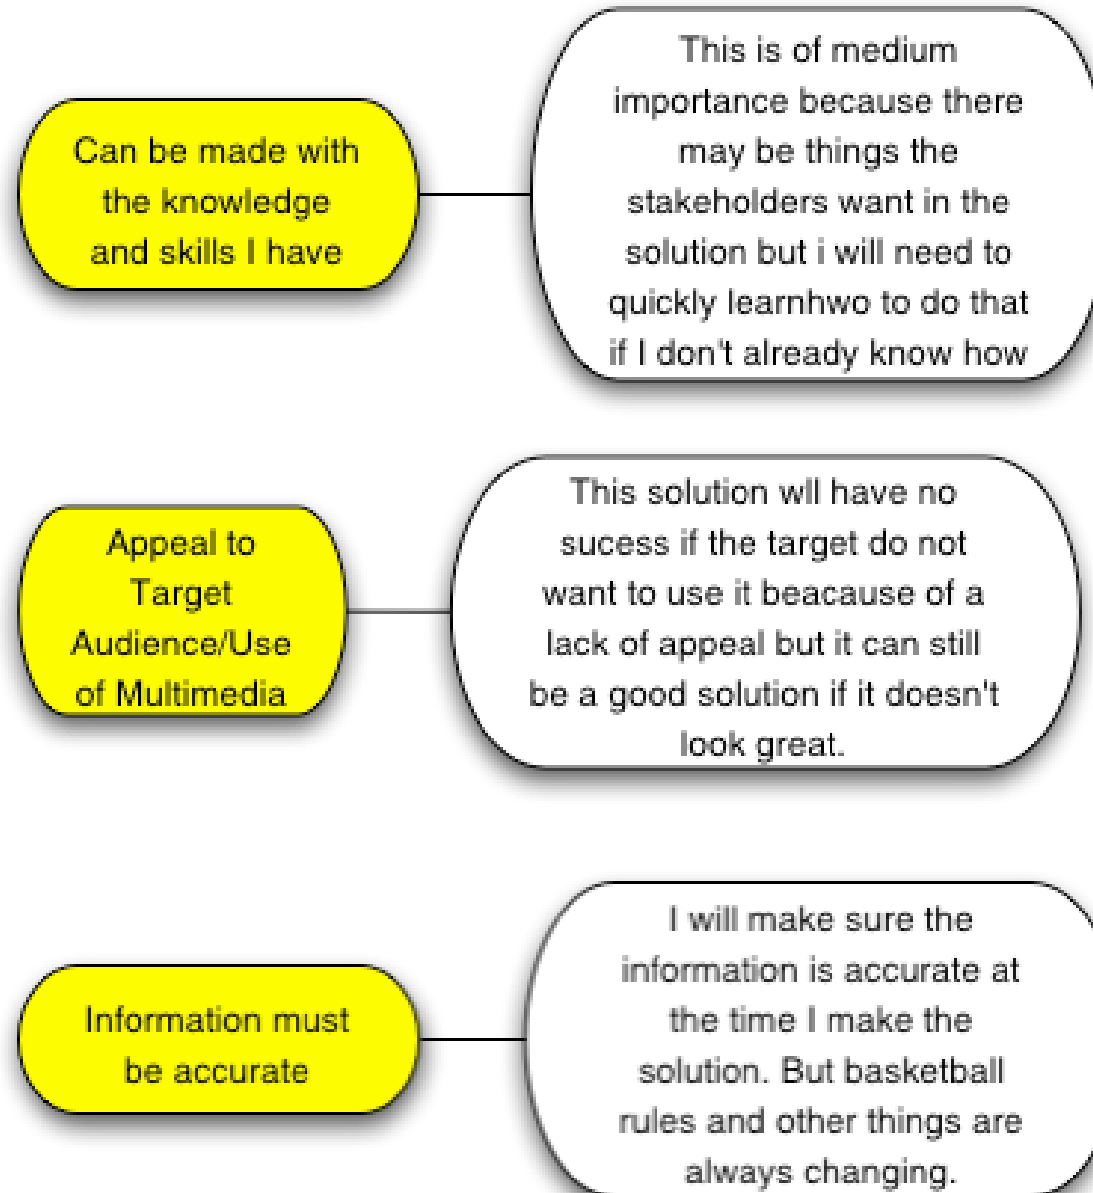 Can be made with
the knowledge
and skills I have
This is of medium
importance because there
may be things the
stakeholders want in the
solution but i will need to
quickly learnhwo to do that
if I don't already know how
Appeal to
Target
Audience/Use
of Multimedia
This solution wll have no
sucess if the target do not
want to use it beacause of a
lack of appeal but it can still
be a good solution if it doesn't
look great.
Information must
be accurate
I will make sure the
information is accurate at
the time I make the
solution. But basketball
rules and other things are
always changing.